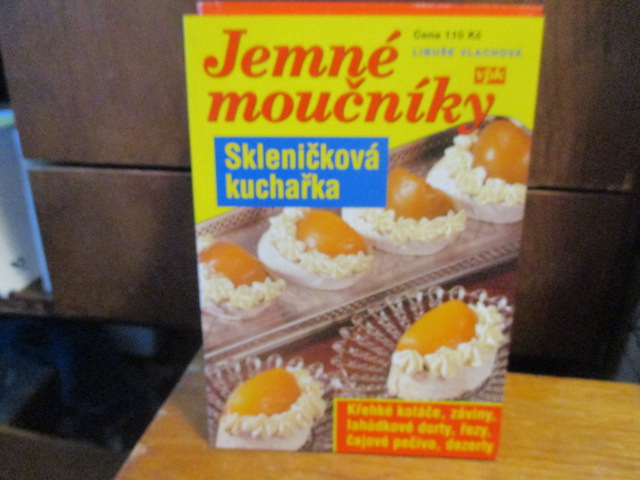 Cena 110 Kč
LIBUŠE VLACHOVÁ
Jemné
moučníky
Skleničková
kuchařka
Křehké koláče, záviny,
lahůdkové dorty, řezy,
čajové pečivo, dezerty